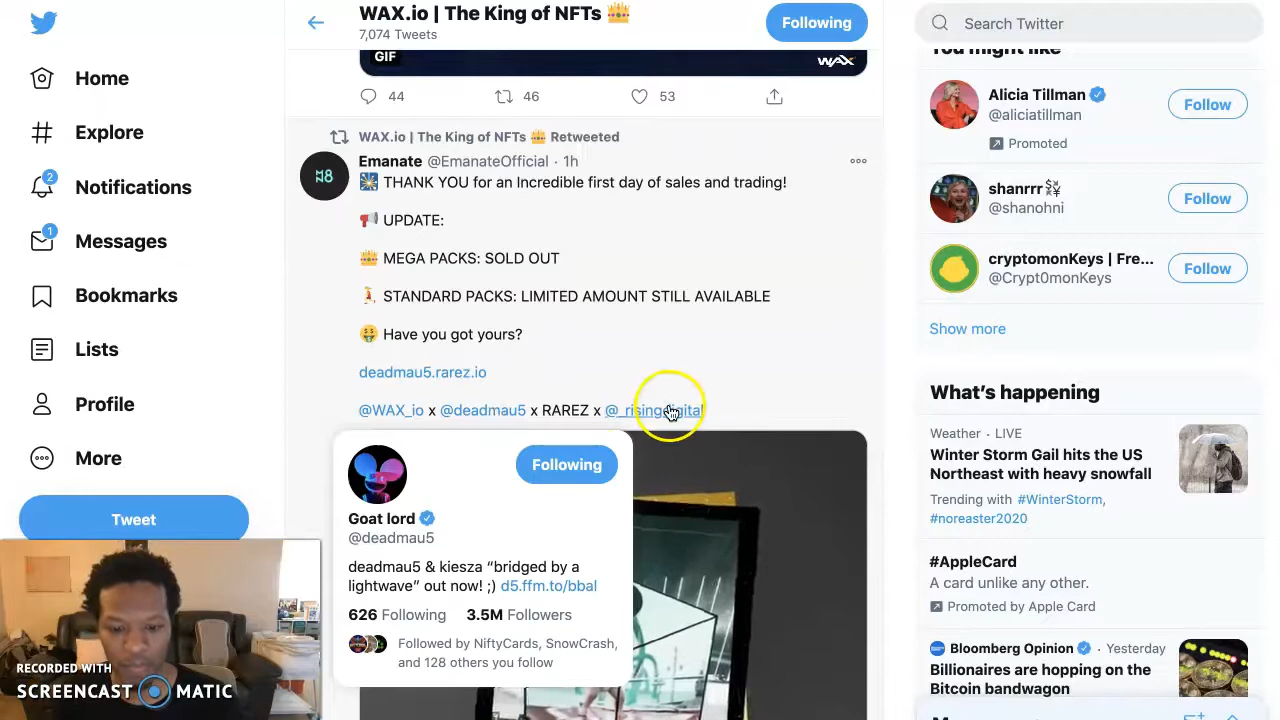 Home
Explore
2
Notifications
1
Messages
Bookmarks
Lists
Profile
More
Tweet
RECORDED WITH
SCREENCAST MATIC
WAX.io | The King of NFTs 👑
7,074 Tweets
Following
GIF
WAX
44
46
53
WAX.io | The King of NFTs 👑 Retweeted
M8
Emanate @EmanateOfficial · 1h
🎇 THANK YOU for an Incredible first day of sales and trading!
📢 UPDATE:
👑 MEGA PACKS: SOLD OUT
🏃 STANDARD PACKS: LIMITED AMOUNT STILL AVAILABLE
🤑 Have you got yours?
deadmau5.rarez.io
@WAX_io x @deadmau5 x RAREZ x @_risingdigital
Following
Goat lord
@deadmau5
deadmau5 & kiesza “bridged by a
lightwave” out now! ;) d5.ffm.to/bbal
626 Following 3.5M Followers
Followed by NiftyCards, SnowCrash,
and 128 others you follow
Search Twitter
You might like
Alicia Tillman
@aliciatillman
Follow
Promoted
shanrrr
@shanohni
Follow
cryptomonKeys | Fre...
@Crypt0monKeys
Follow
Show more
What’s happening
Weather · LIVE
Winter Storm Gail hits the US
Northeast with heavy snowfall
Trending with #WinterStorm,
#noreaster2020
#AppleCard
A card unlike any other.
Promoted by Apple Card
Bloomberg Opinion · Yesterday
Billionaires are hopping on the
Bitcoin bandwagon